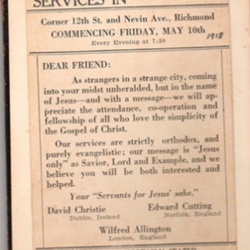 SERVICES IN
Corner 12th St. and Nevin Ave., Richmond
COMMENCING FRIDAY, MAY 10th
1918
Every Evening at 7:30
DEAR FRIEND:
As strangers in a strange city, coming
into your midst unheralded, but in the name
of Jesus—and with a message—we will ap-
preciate the attendance, co-operation and
fellowship of all who love the simplicity of
the Gospel of Christ.
Our services are strictly orthodox, and
purely evangelistic; our message is "Jesus
only" as Savior, Lord and Example, and we
believe you will be both interested and
helped.
Your "Servants for Jesus' sake."
David Christie Edward Cutting
Dublin, Ireland Norfolk, England
Wilfred Allington
London, England